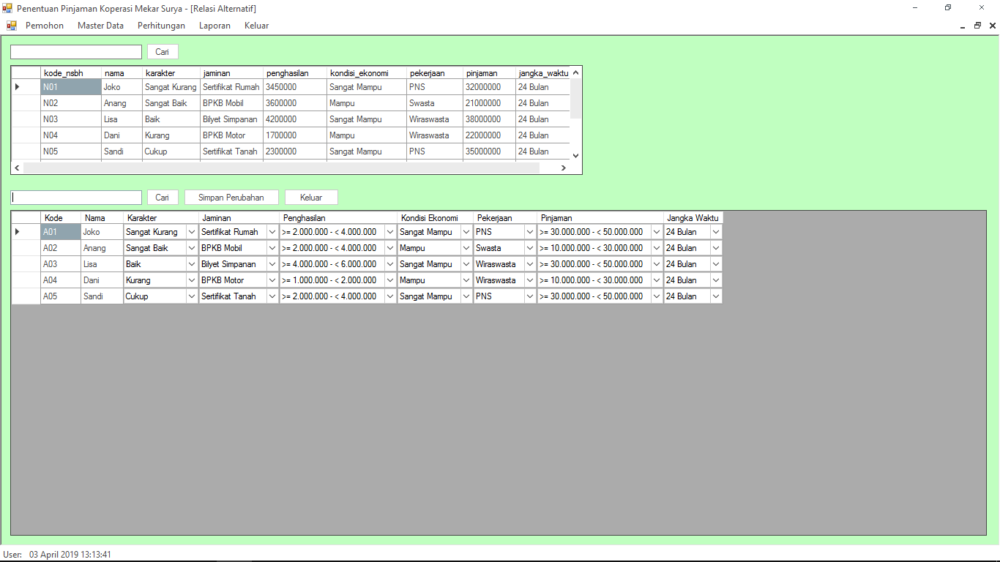 Penentuan Pinjaman Koperasi Mekar Surya - [Relasi Alternatif]
Pemohon Master Data Perhitungan Laporan Keluar
Cari
kode_nsbh nama karakter jaminan penghasilan kondisi_ekonomi pekerjaan pinjaman jangka_waktu
N01 Joko Sangat Kurang Sertifikat Rumah 3450000 Sangat Mampu PNS 32000000 24 Bulan
N02 Anang Sangat Baik BPKB Mobil 3600000 Mampu Swasta 21000000 24 Bulan
N03 Lisa Baik Bilyet Simpanan 4200000 Sangat Mampu Wiraswasta 38000000 24 Bulan
N04 Dani Kurang BPKB Motor 1700000 Mampu Wiraswasta 22000000 24 Bulan
N05 Sandi Cukup Sertifikat Tanah 2300000 Sangat Mampu PNS 35000000 24 Bulan
Cari Simpan Perubahan Keluar
Kode Nama Karakter Jaminan Penghasilan Kondisi Ekonomi Pekerjaan Pinjaman Jangka Waktu
A01 Joko Sangat Kurang Sertifikat Rumah >= 2.000.000 - < 4.000.000 Sangat Mampu PNS >= 30.000.000 - < 50.000.000 24 Bulan
A02 Anang Sangat Baik BPKB Mobil >= 2.000.000 - < 4.000.000 Mampu Swasta >= 10.000.000 - < 30.000.000 24 Bulan
A03 Lisa Baik Bilyet Simpanan >= 4.000.000 - < 6.000.000 Sangat Mampu Wiraswasta >= 30.000.000 - < 50.000.000 24 Bulan
A04 Dani Kurang BPKB Motor >= 1.000.000 - < 2.000.000 Mampu Wiraswasta >= 10.000.000 - < 30.000.000 24 Bulan
A05 Sandi Cukup Sertifikat Tanah >= 2.000.000 - < 4.000.000 Sangat Mampu PNS >= 30.000.000 - < 50.000.000 24 Bulan
User: 03 April 2019 13:13:41